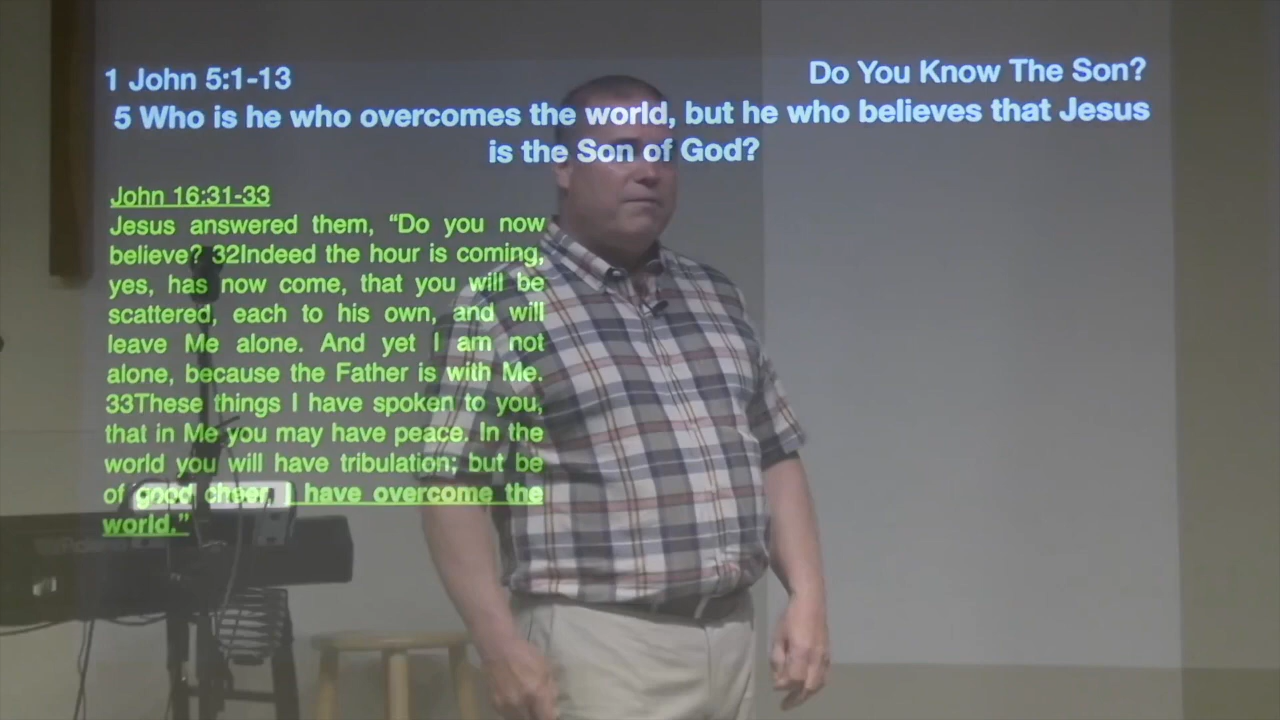 1 John 5:1-13
Do You Know The Son?
5 Who is he who overcomes the world, but he who believes that Jesus
is the Son of God?
John 16:31-33
Jesus answered them, “Do you now
believe? 32Indeed the hour is coming,
yes, has now come, that you will be
scattered, each to his own, and will
leave Me alone. And yet I am not
alone, because the Father is with Me.
33These things I have spoken to you,
that in Me you may have peace. In the
world you will have tribulation; but be
of good cheer, I have overcome the
world.”